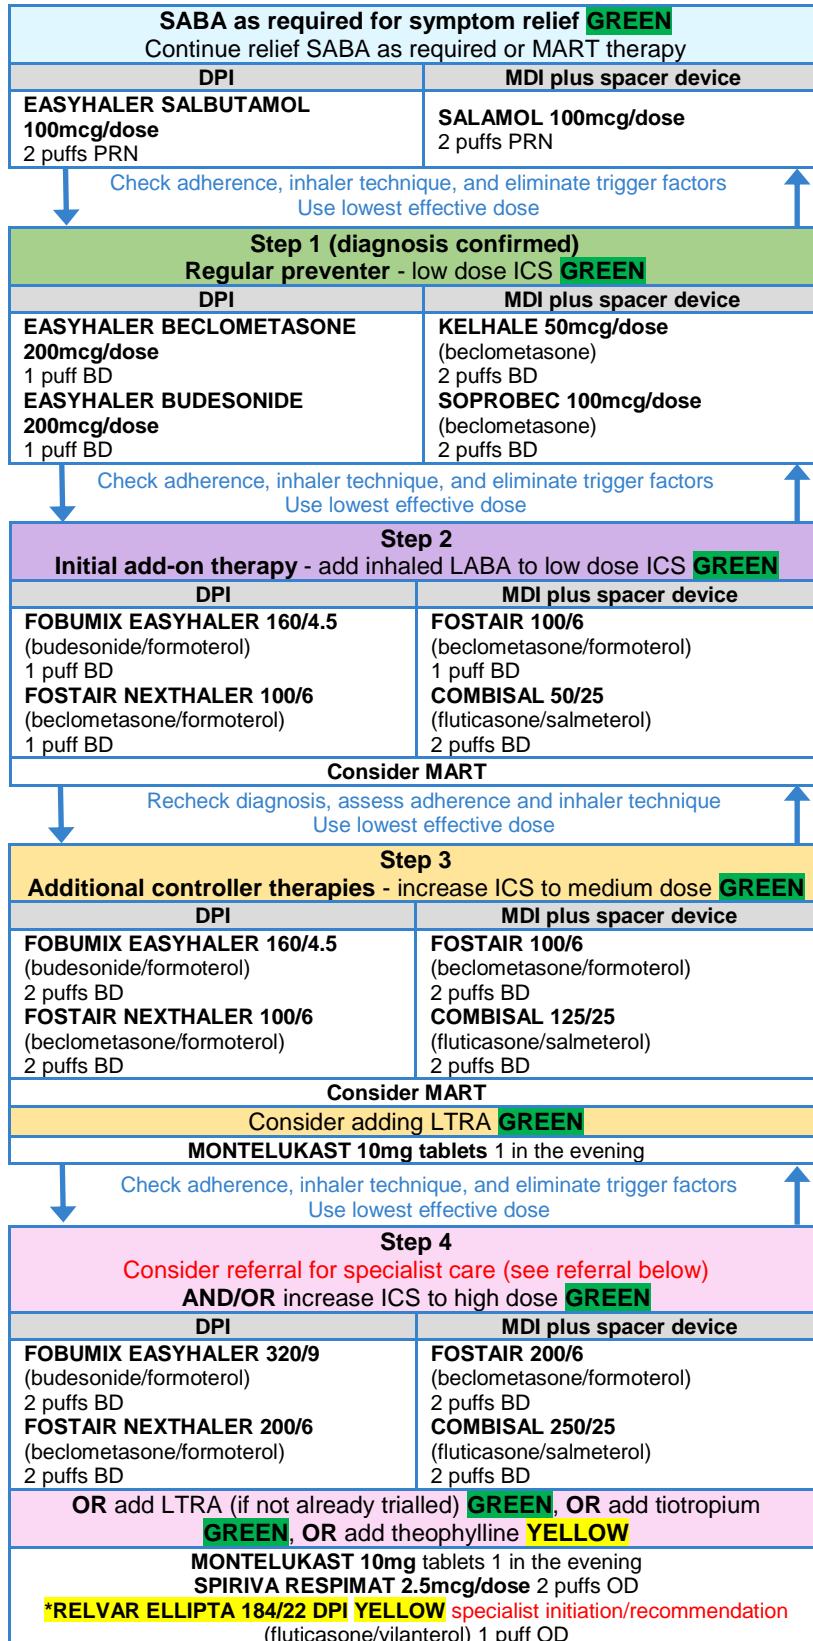 SABA as required for symptom relief GREEN
Continue relief SABA as required or MART therapy
DPI
MDI plus spacer device
EASYHALER SALBUTAMOL
100mcg/dose
2 puffs PRN
SALAMOL 100mcg/dose
2 puffs PRN
Check adherence, inhaler technique, and eliminate trigger factors
Use lowest effective dose
Step 1 (diagnosis confirmed)
Regular preventer - low dose ICS GREEN
DPI
MDI plus spacer device
EASYHALER BECLOMETASONE
200mcg/dose
1 puff BD
EASYHALER BUDESONIDE
200mcg/dose
1 puff BD
KELHALE 50mcg/dose
(beclometasone)
2 puffs BD
SOPROBEC 100mcg/dose
(beclometasone)
2 puffs BD
Check adherence, inhaler technique, and eliminate trigger factors
Use lowest effective dose
Step 2
Initial add-on therapy - add inhaled LABA to low dose ICS GREEN
DPI
MDI plus spacer device
FOBUMIX EASYHALER 160/4.5
(budesonide/formoterol)
1 puff BD
FOSTAIR NEXTHALER 100/6
(beclometasone/formoterol)
1 puff BD
FOSTAIR 100/6
(beclometasone/formoterol)
1 puff BD
COMBISAL 50/25
(fluticasone/salmeterol)
2 puffs BD
Consider MART
Recheck diagnosis, assess adherence and inhaler technique
Use lowest effective dose
Step 3
Additional controller therapies - increase ICS to medium dose GREEN
DPI
MDI plus spacer device
FOBUMIX EASYHALER 160/4.5
(budesonide/formoterol)
2 puffs BD
FOSTAIR NEXTHALER 100/6
(beclometasone/formoterol)
2 puffs BD
FOSTAIR 100/6
(beclometasone/formoterol)
2 puffs BD
COMBISAL 125/25
(fluticasone/salmeterol)
2 puffs BD
Consider MART
Consider adding LTRA GREEN
MONTELUKAST 10mg tablets 1 in the evening
Check adherence, inhaler technique, and eliminate trigger factors
Use lowest effective dose
Step 4
Consider referral for specialist care (see referral below)
AND/OR increase ICS to high dose GREEN
DPI
MDI plus spacer device
FOBUMIX EASYHALER 320/9
(budesonide/formoterol)
2 puffs BD
FOSTAIR NEXTHALER 200/6
(beclometasone/formoterol)
2 puffs BD
FOSTAIR 200/6
(beclometasone/formoterol)
2 puffs BD
COMBISAL 250/25
(fluticasone/salmeterol)
2 puffs BD
OR add LTRA (if not already trialled) GREEN, OR add tiotropium
GREEN, OR add theophylline YELLOW
MONTELUKAST 10mg tablets 1 in the evening
SPIRIVA RESPIMAT 2.5mcg/dose 2 puffs OD
*RELVAR ELLIPTA 184/22 DPI YELLOW specialist initiation/recommendation
(fluticasone/vilanterol) 1 puff OD